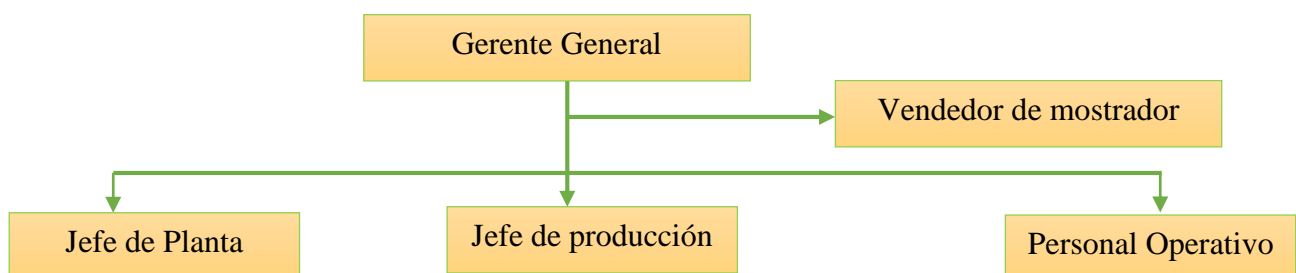 Gerente General
Vendedor de mostrador
Jefe de Planta
Jefe de producción
Personal Operativo